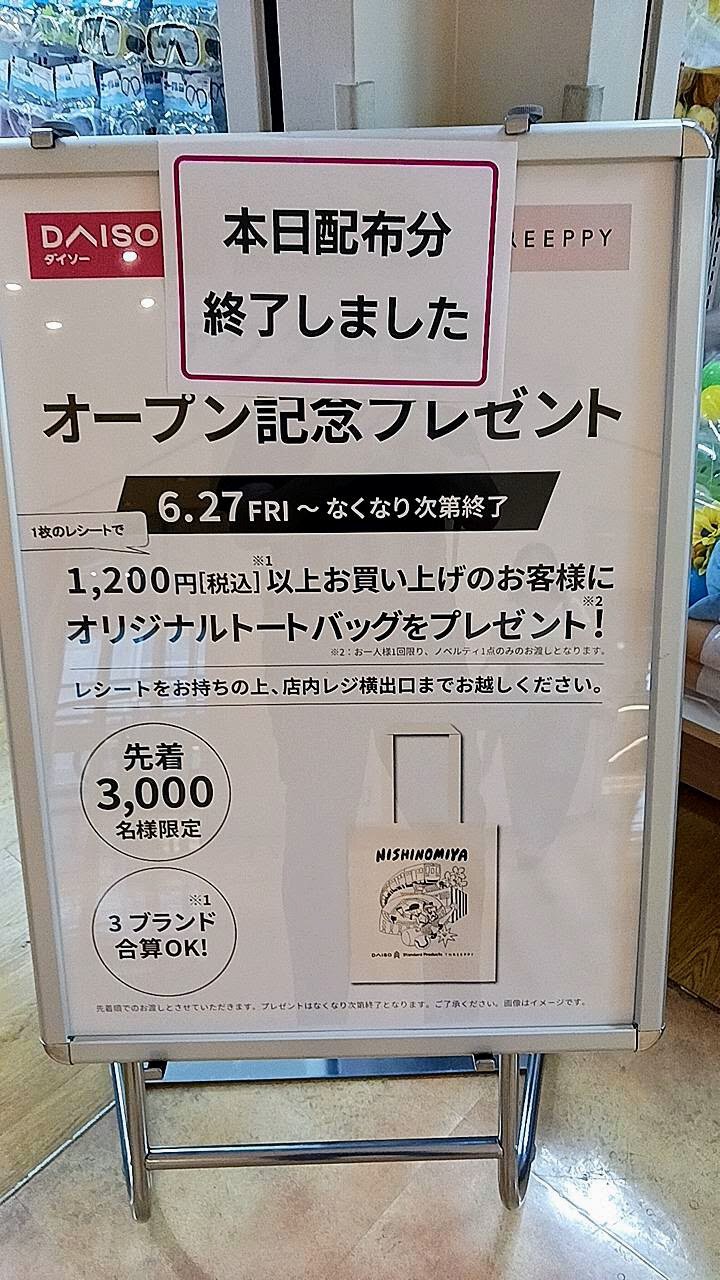 DAISO
ダイソー
本日配布分
終了しました
EEPPY
オープン記念プレゼント
6.27FRI～なくなり次第終了
1枚のレシートで
1,200円[税込]※1以上お買い上げのお客様に
オリジナルトートバッグをプレゼント※2！
※2：お一人様1回限り、ノベルティ1点のみのお渡しとなります。
レシートをお持ちの上、店内レジ横出口までお越しください。
先着
3,000
名様限定
※1
3ブランド
合算OK!
NISHINOMIYA
DAISO Standard Products THREEPPY
先着順でのお渡しとさせていただきます。プレゼントはなくなり次第終了となります。ご了承ください。画像はイメージです。